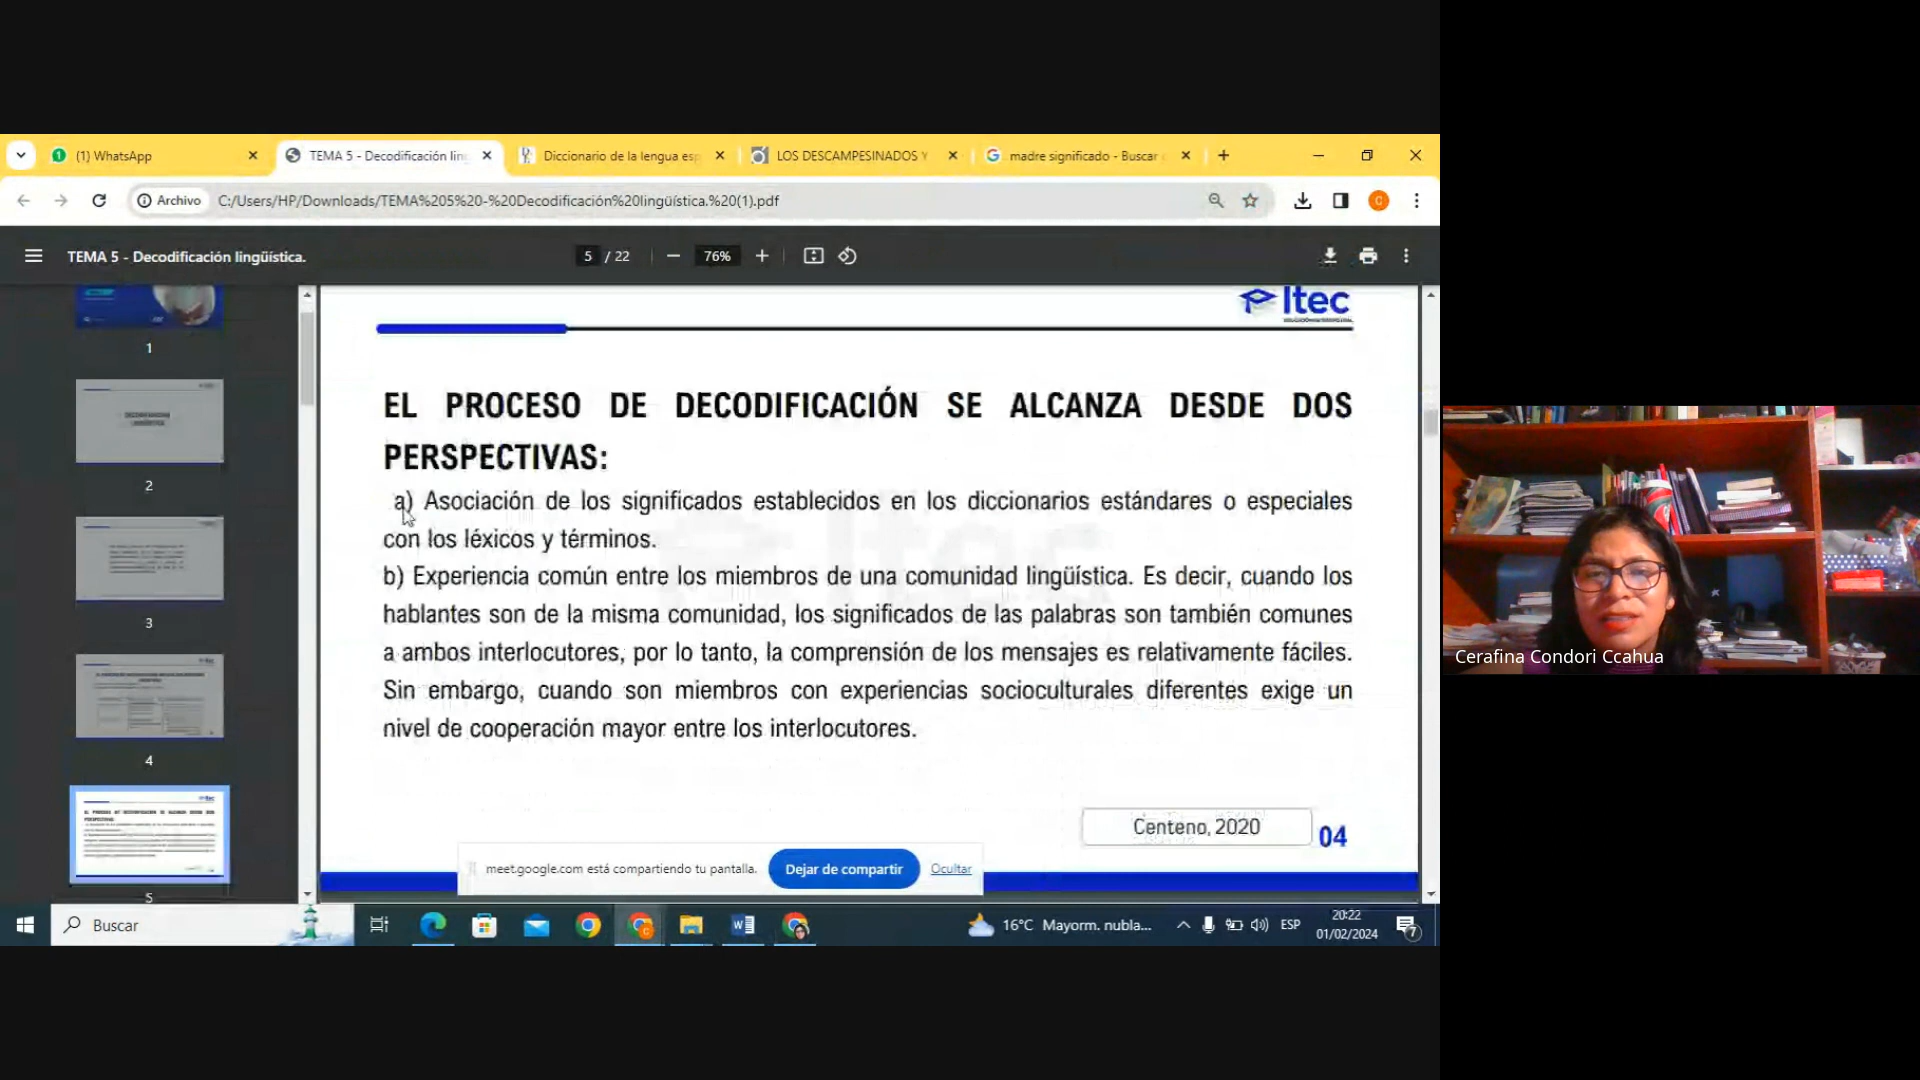 (1) WhatsApp
TEMA 5 - Decodificación lin
Diccionario de la lengua esp
LOS DESCAMPESINADOS Y
madre significado - Buscar
Archivo
C:/Users/HP/Downloads/TEMA%205%20-%20Decodificación%20lingüística.%20(1).pdf
TEMA 5 - Decodificación lingüística.
5 / 22
76%
Itec
1
2
3
4
5
EL PROCESO DE DECODIFICACIÓN SE ALCANZA DESDE DOS
PERSPECTIVAS:
a) Asociación de los significados establecidos en los diccionarios estándares o especiales
con los léxicos y términos.
b) Experiencia común entre los miembros de una comunidad lingüística. Es decir, cuando los
hablantes son de la misma comunidad, los significados de las palabras son también comunes
a ambos interlocutores, por lo tanto, la comprensión de los mensajes es relativamente fáciles.
Sin embargo, cuando son miembros con experiencias socioculturales diferentes exige un
nivel de cooperación mayor entre los interlocutores.
Centeno, 2020
04
meet.google.com está compartiendo tu pantalla.
Dejar de compartir
Ocultar
Buscar
16°C Mayorm. nubla...
ESP
20:22
01/02/2024
7
Cerafina Condori Ccahua